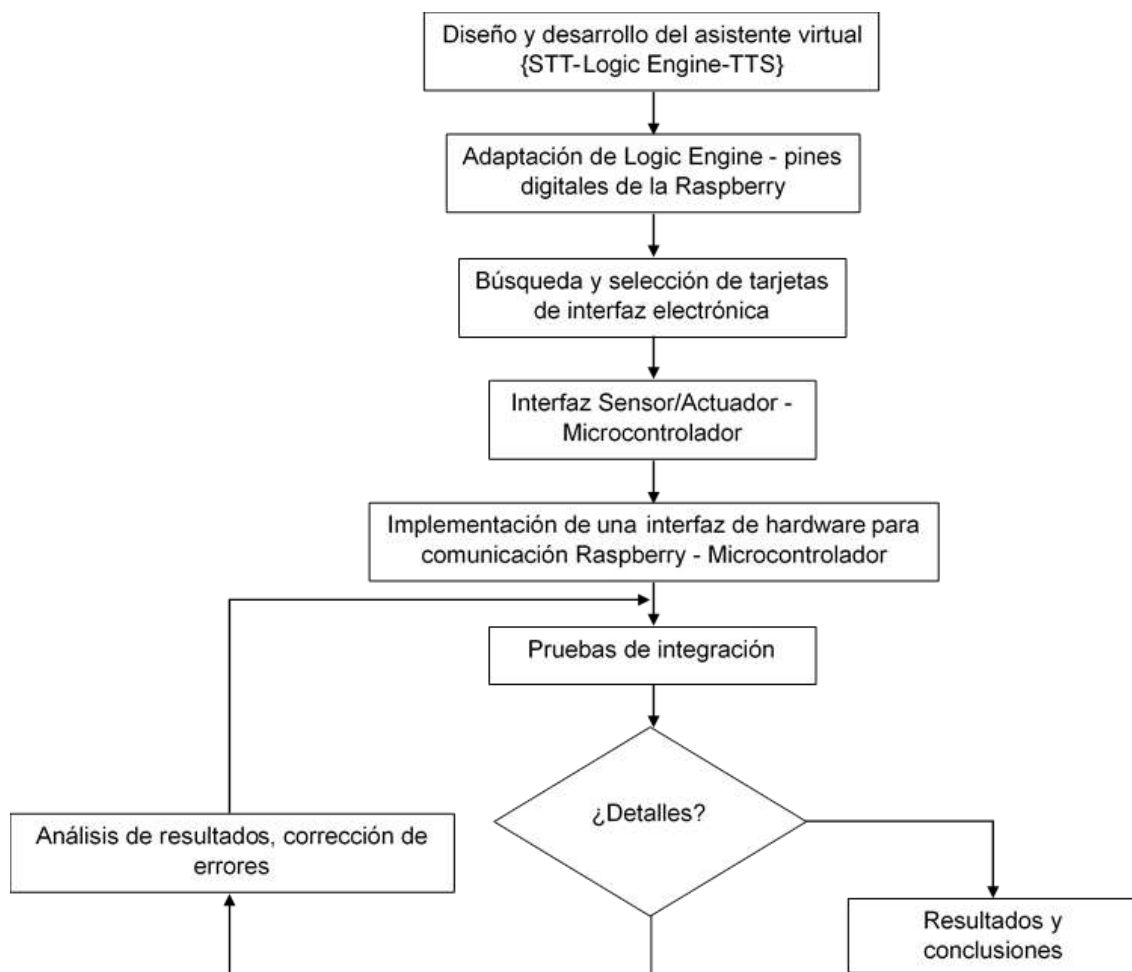 Diseño y desarrollo del asistente virtual
{STT-Logic Engine-TTS}
Adaptación de Logic Engine - pines
digitales de la Raspberry
Búsqueda y selección de tarjetas
de interfaz electrónica
Interfaz Sensor/Actuador -
Microcontrolador
Implementación de una interfaz de hardware para
comunicación Raspberry - Microcontrolador
Pruebas de integración
¿Detalles?
Análisis de resultados, corrección de
errores
Resultados y
conclusiones